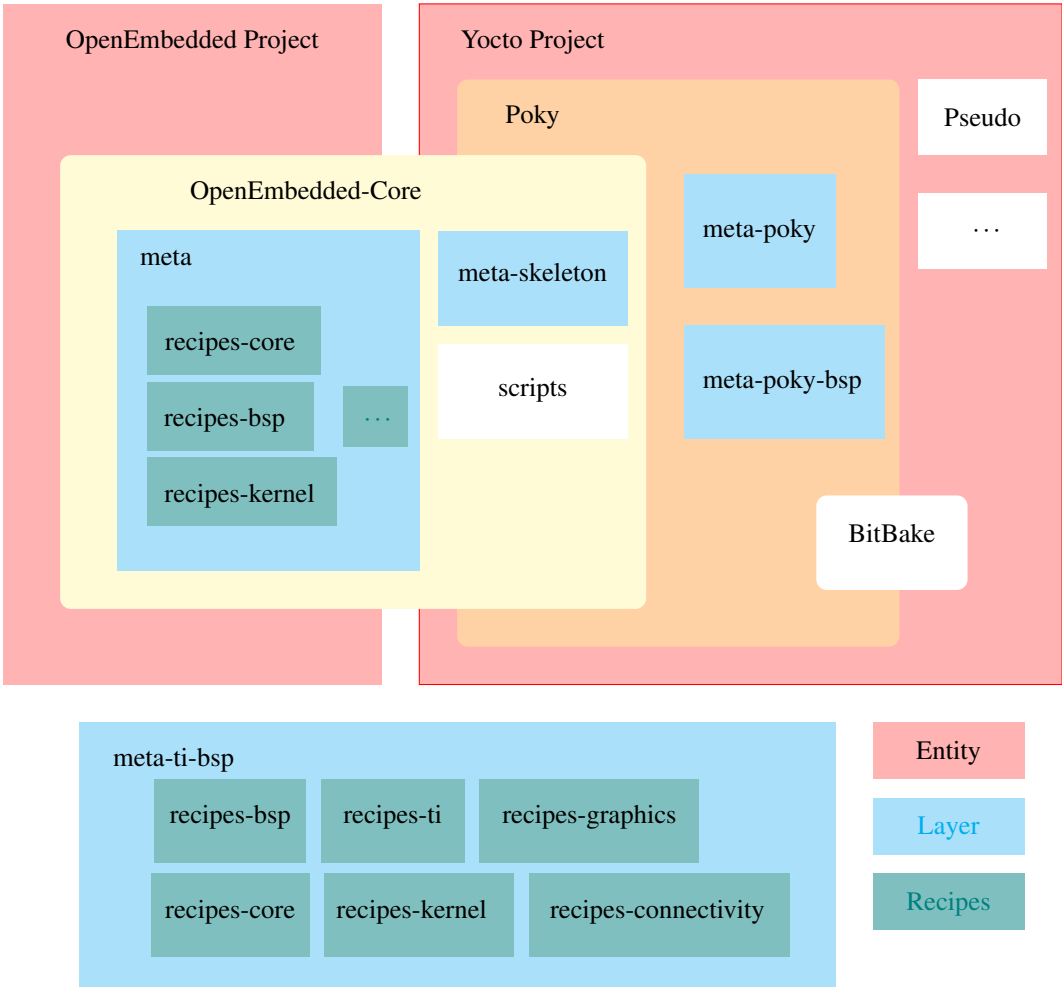 OpenEmbedded Project
Yocto Project
Poky
Pseudo
OpenEmbedded-Core
meta-poky
...
meta
meta-skeleton
recipes-core
meta-poky-bsp
scripts
recipes-bsp
...
recipes-kernel
BitBake
meta-ti-bsp
Entity
recipes-bsp
recipes-ti
recipes-graphics
Layer
recipes-core
recipes-kernel
recipes-connectivity
Recipes